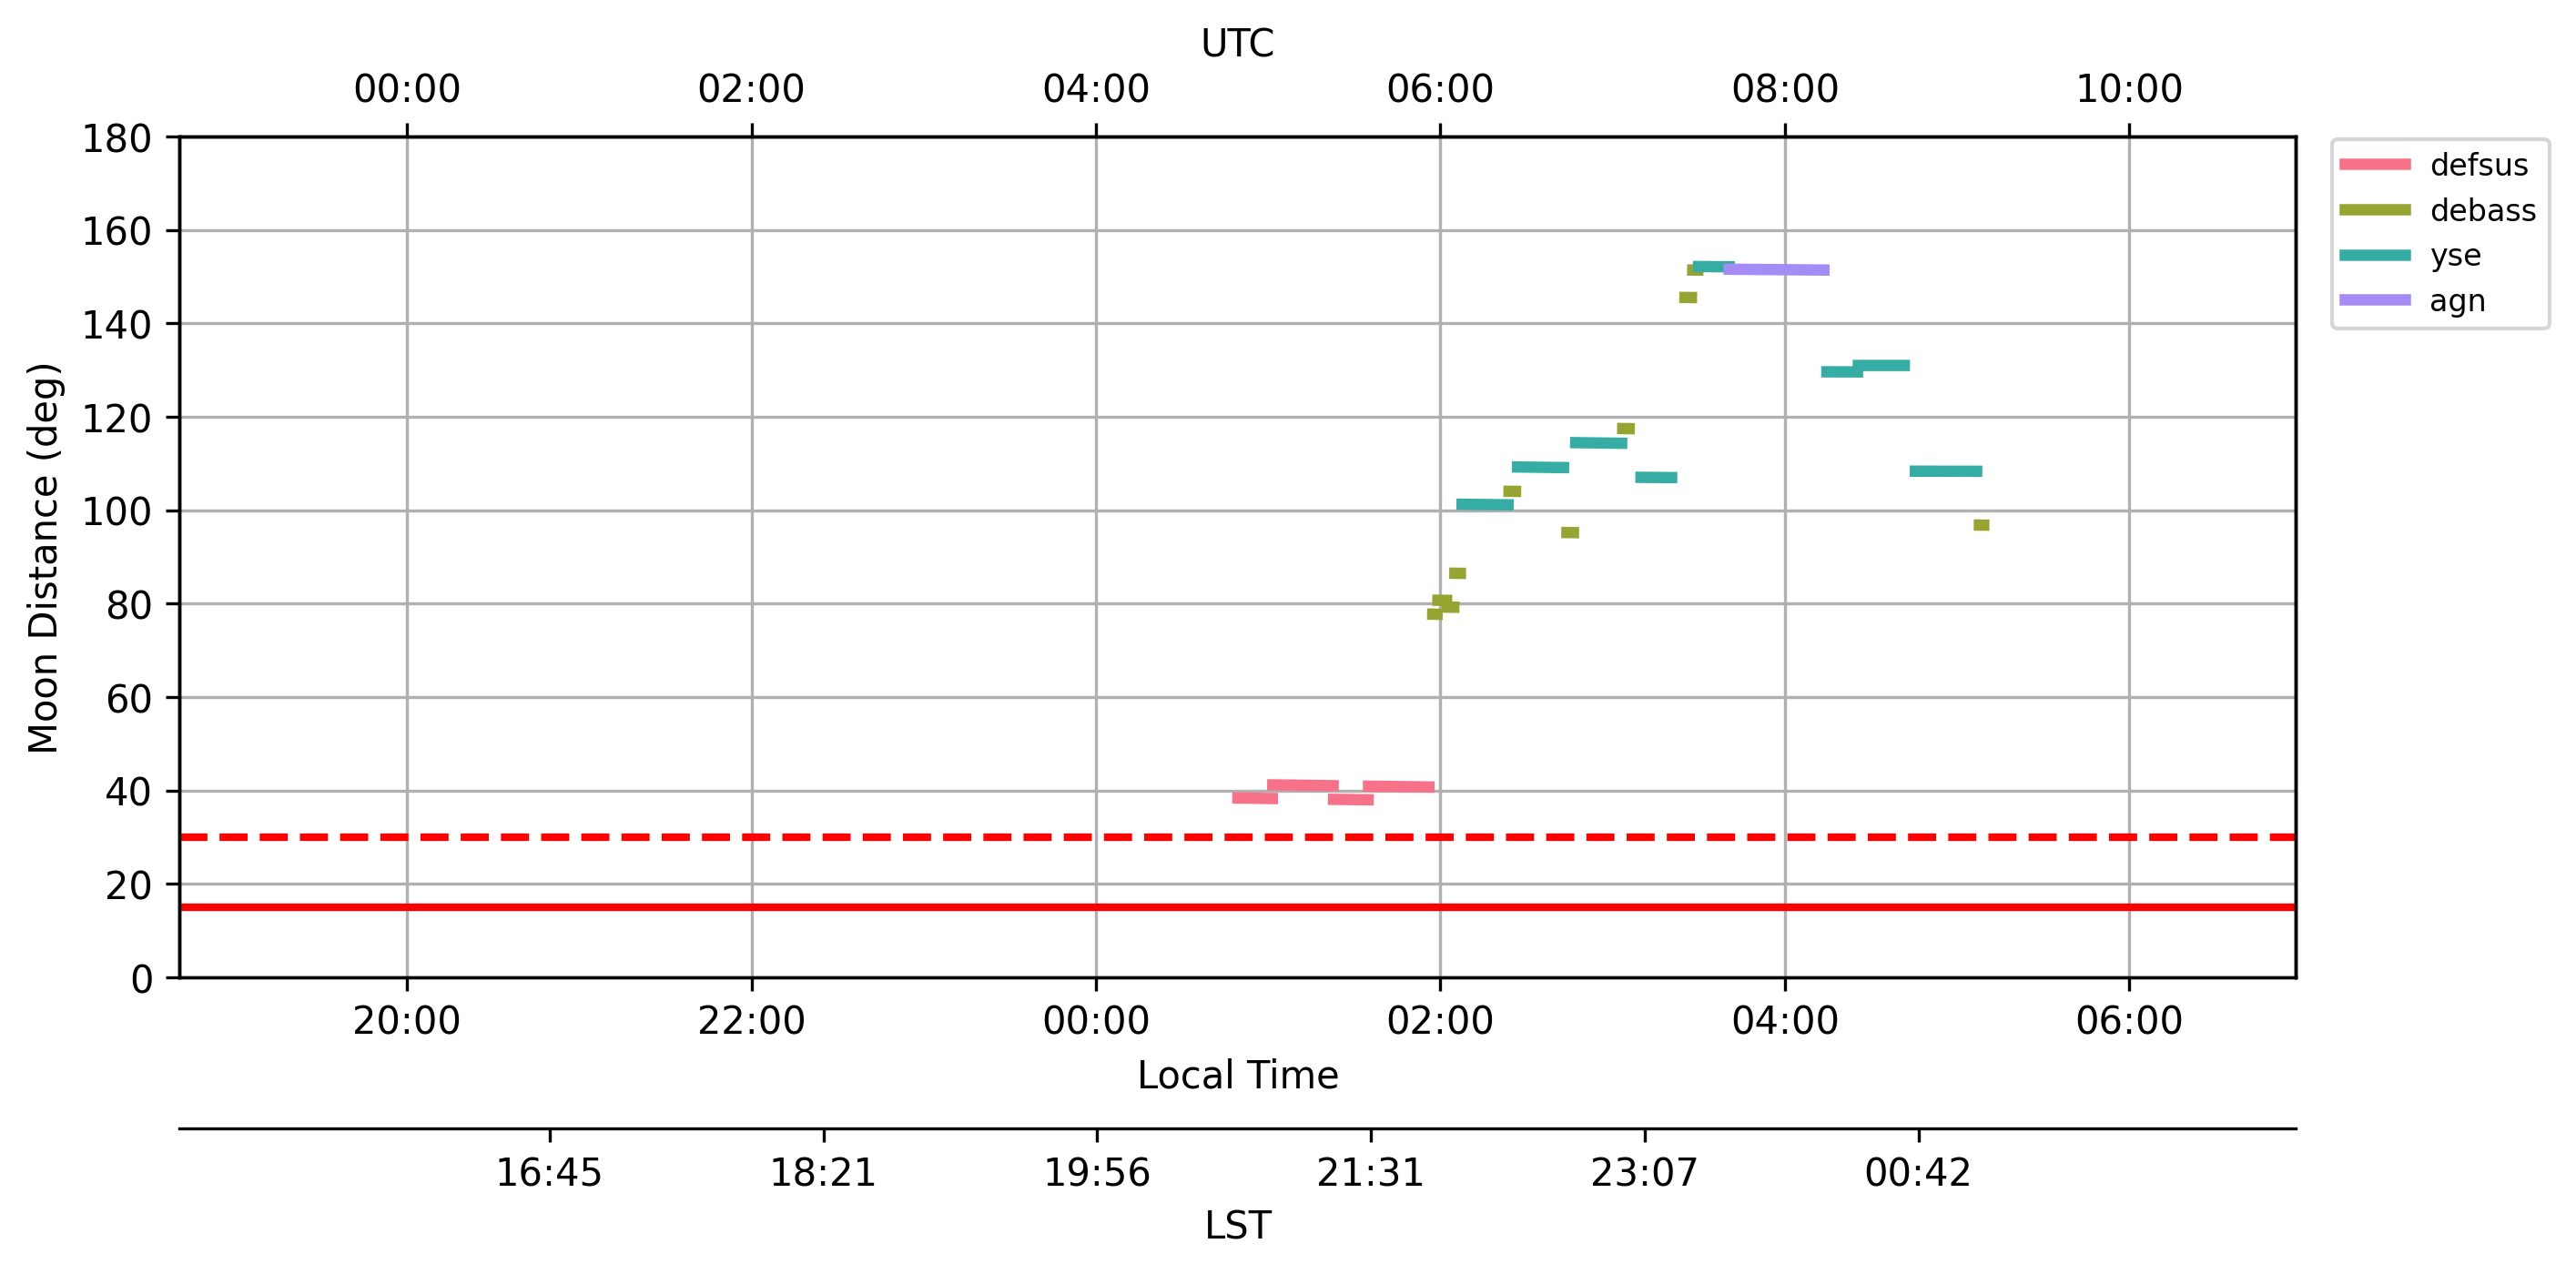 UTC
00:00 02:00 04:00 06:00 08:00 10:00
180
160
140
120
100
80
60
40
20
0
Moon Distance (deg)
defsus
debass
yse
agn
20:00 22:00 00:00 02:00 04:00 06:00
Local Time
16:45 18:21 19:56 21:31 23:07 00:42
LST